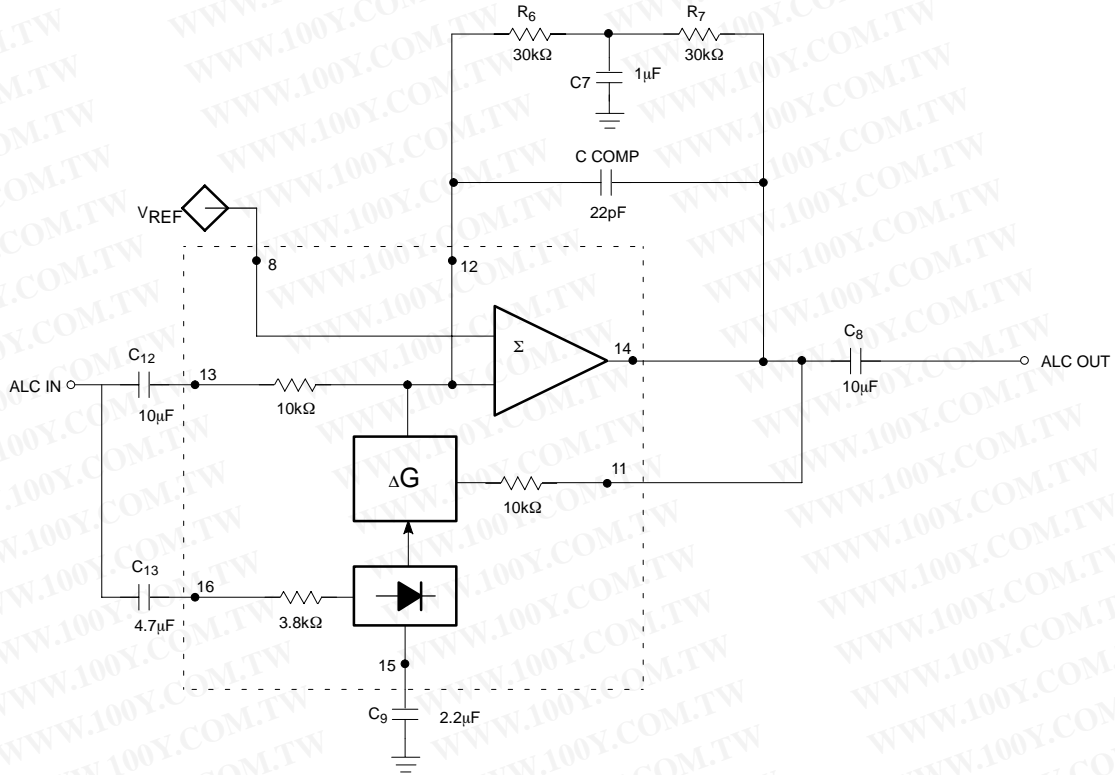 R6
R7
30kΩ
30kΩ
C7
1µF
C COMP
22pF
VREF
8
12
Σ
14
C8
10µF
ALC OUT
ALC IN
C12
10µF
13
10kΩ
ΔG
11
10kΩ
C13
4.7µF
16
3.8kΩ
15
C9
2.2µF
WWW.100Y.COM.TW